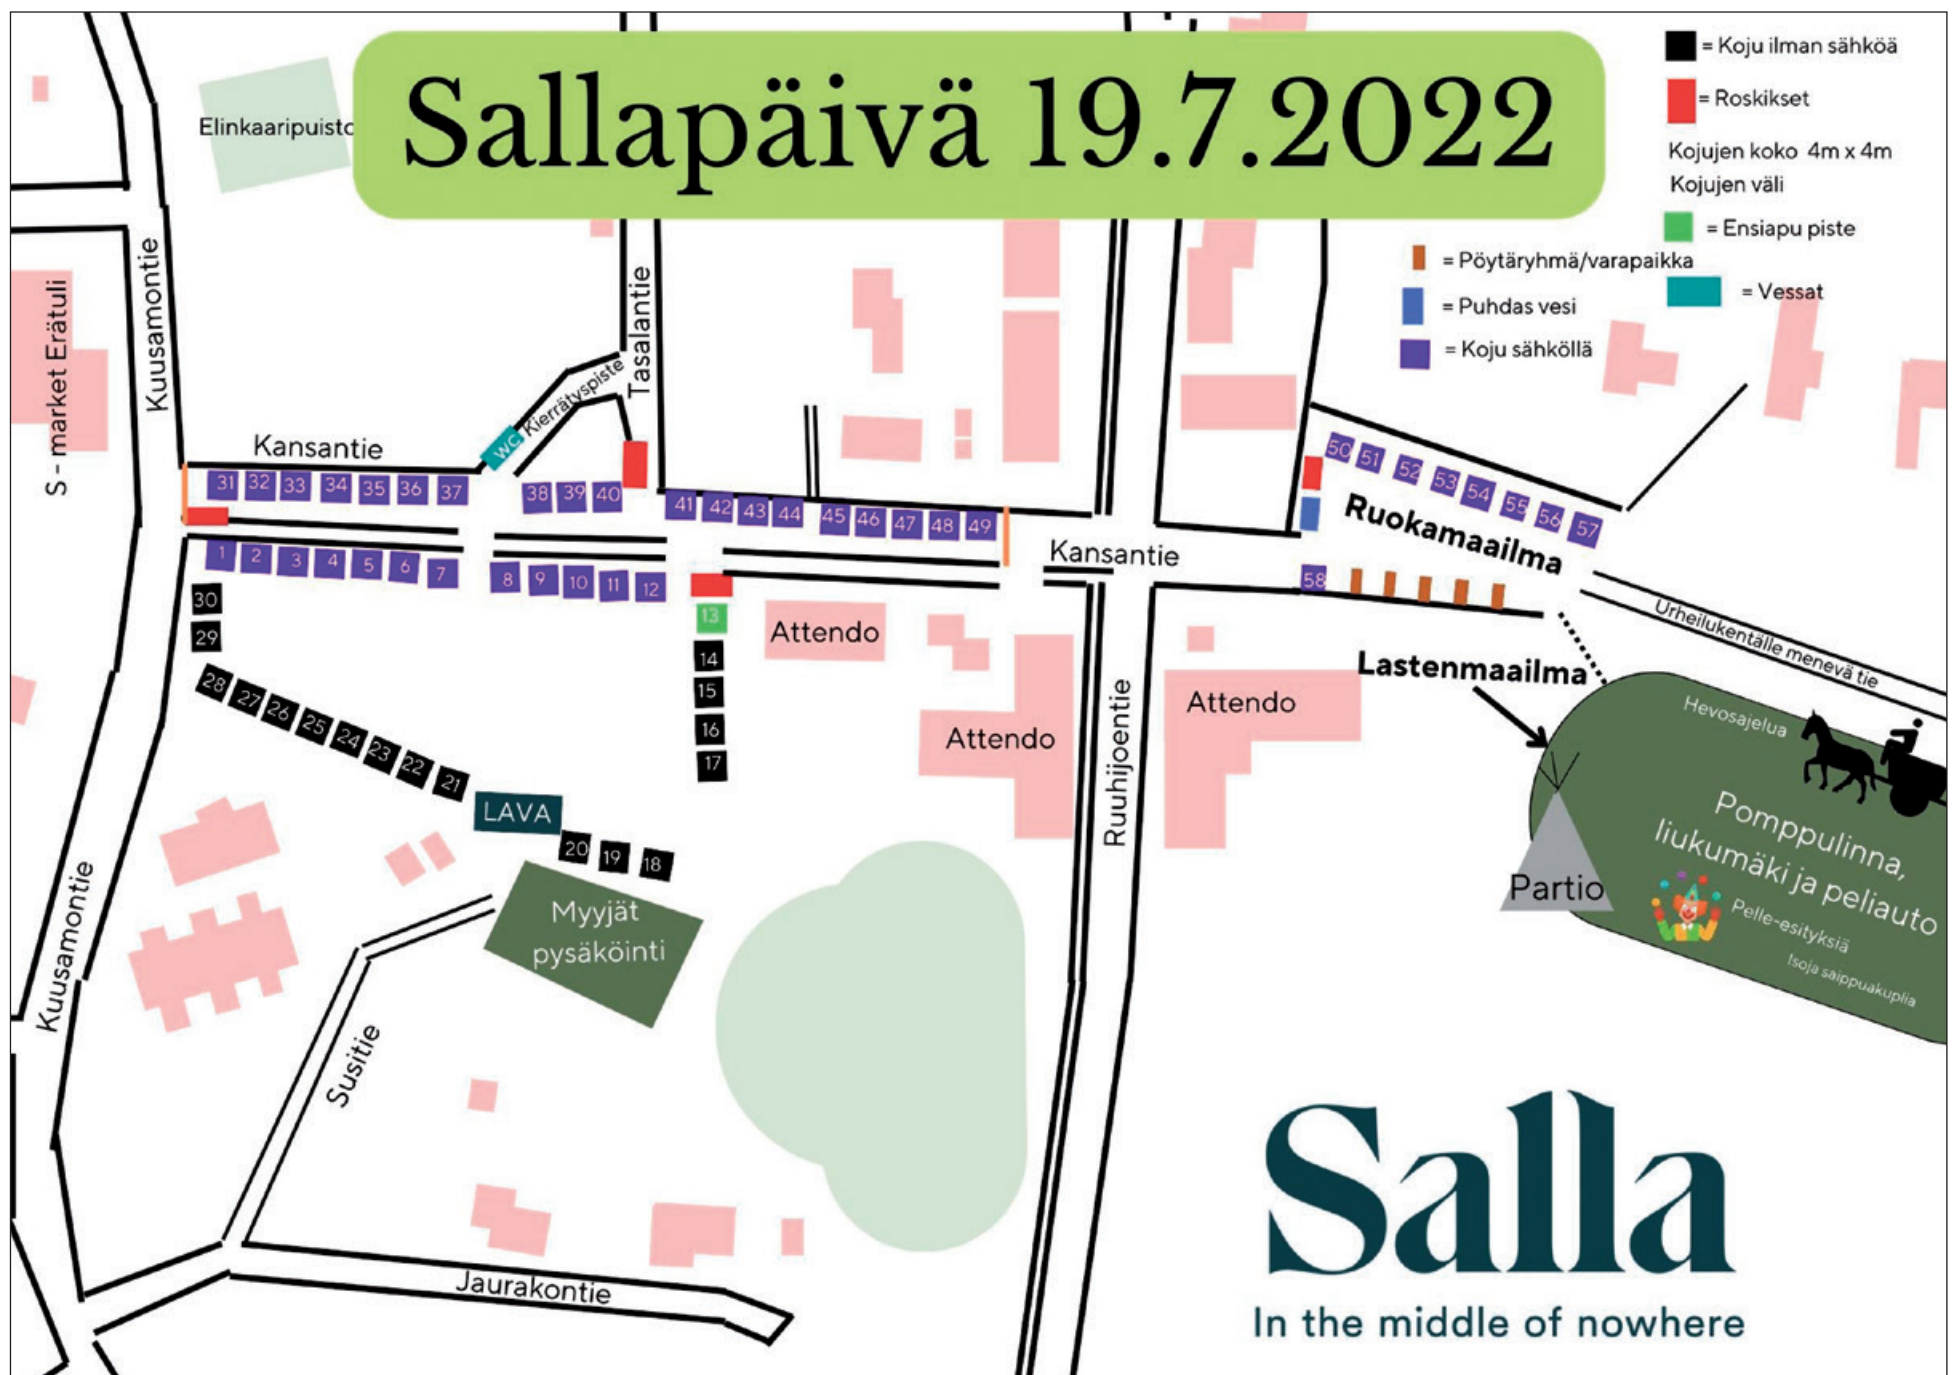 Sallapäivä 19.7.2022
= Koju ilman sähköä
= Roskikset
Kojujen koko 4m x 4m
Kojujen väli
= Ensiapu piste
= Vessat
= Pöytäryhmä/varapaikka
= Puhdas vesi
= Koju sähköllä
Elinkaaripuisto
S - market Erätuli
Kuusamontie
Tasalantie
Kierrätyspiste
WC
Kansantie
31 32 33 34 35 36 37
38 39 40
41 42 43 44 45 46 47 48 49
50 51 52 53 54 55 56 57
Ruokamaailma
Kansantie
1 2 3 4 5 6 7
8 9 10 11 12
58
30
29
13
14
15
16
17
Attendo
Attendo
Attendo
28 27 26 25 24 23 22 21
LAVA
20 19 18
Myyjät
pysäköinti
Ruuhijoentie
Urheilukentälle menevä tie
Lastenmaailma
Hevosajelua
Pomppulinna,
liukumäki ja peliauto
Partio
Pelle-esityksiä
Isoja saippuakuplia
Kuusamontie
Susitie
Jaurakontie
Salla
In the middle of nowhere